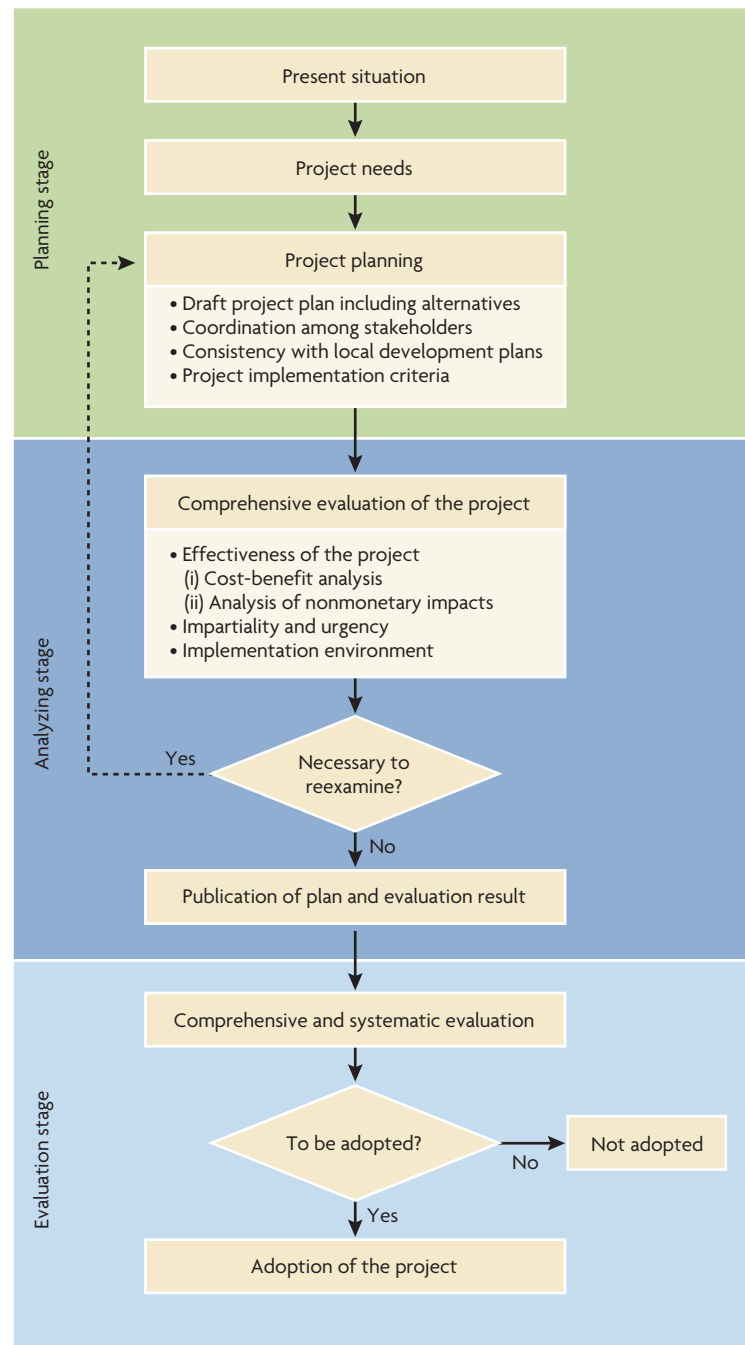 Planning stage
Present situation
Project needs
Project planning
• Draft project plan including alternatives
• Coordination among stakeholders
• Consistency with local development plans
• Project implementation criteria
Analyzing stage
Comprehensive evaluation of the project
• Effectiveness of the project
(i) Cost-benefit analysis
(ii) Analysis of nonmonetary impacts
• Impartiality and urgency
• Implementation environment
Yes
Necessary to
reexamine?
No
Publication of plan and evaluation result
Evaluation stage
Comprehensive and systematic evaluation
To be adopted?
No
Not adopted
Yes
Adoption of the project